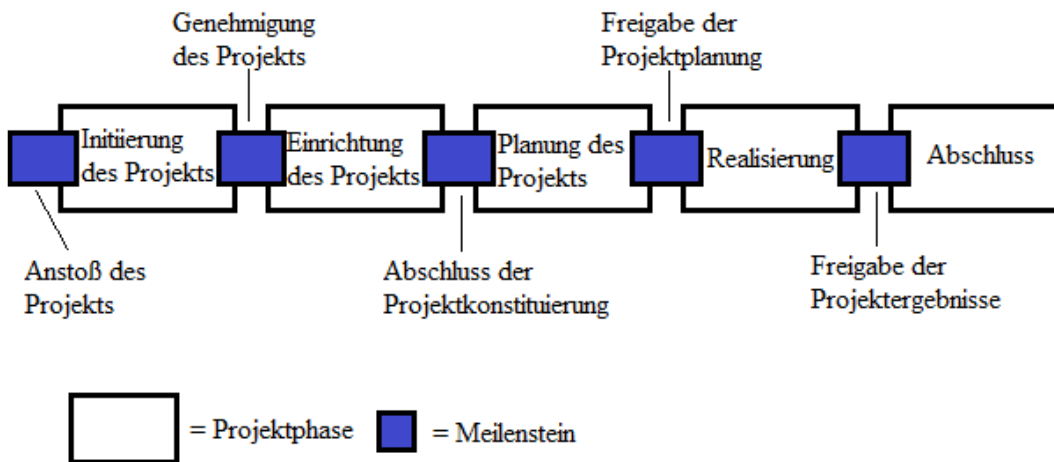 Genehmigung
des Projekts
Freigabe der
Projektplanung
Initiierung
des Projekts
Einrichtung
des Projekts
Planung des
Projekts
Realisierung
Abschluss
Anstoß des
Projekts
Abschluss der
Projektkonstituierung
Freigabe der
Projektergebnisse
= Projektphase
= Meilenstein